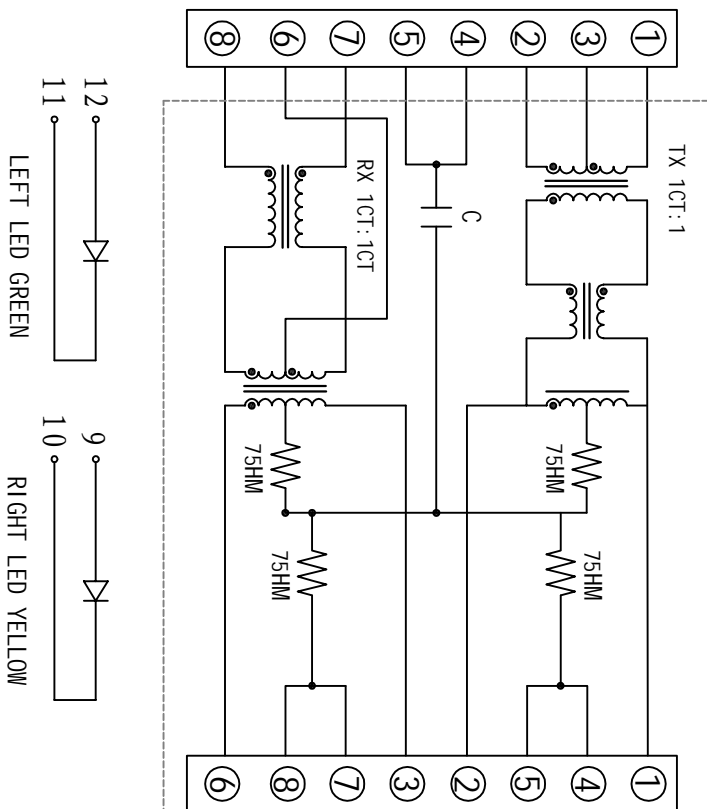 8
6
7
5
4
2
3
1
TX 1CT:1
RX 1CT:1CT
C
75HM
75HM
75HM
75HM
6
8
7
3
2
5
4
1
12
11
LEFT LED GREEN
9
10
RIGHT LED YELLOW